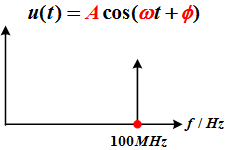 u(t) = A cos(ωt + ϕ)
f / Hz
100MHz